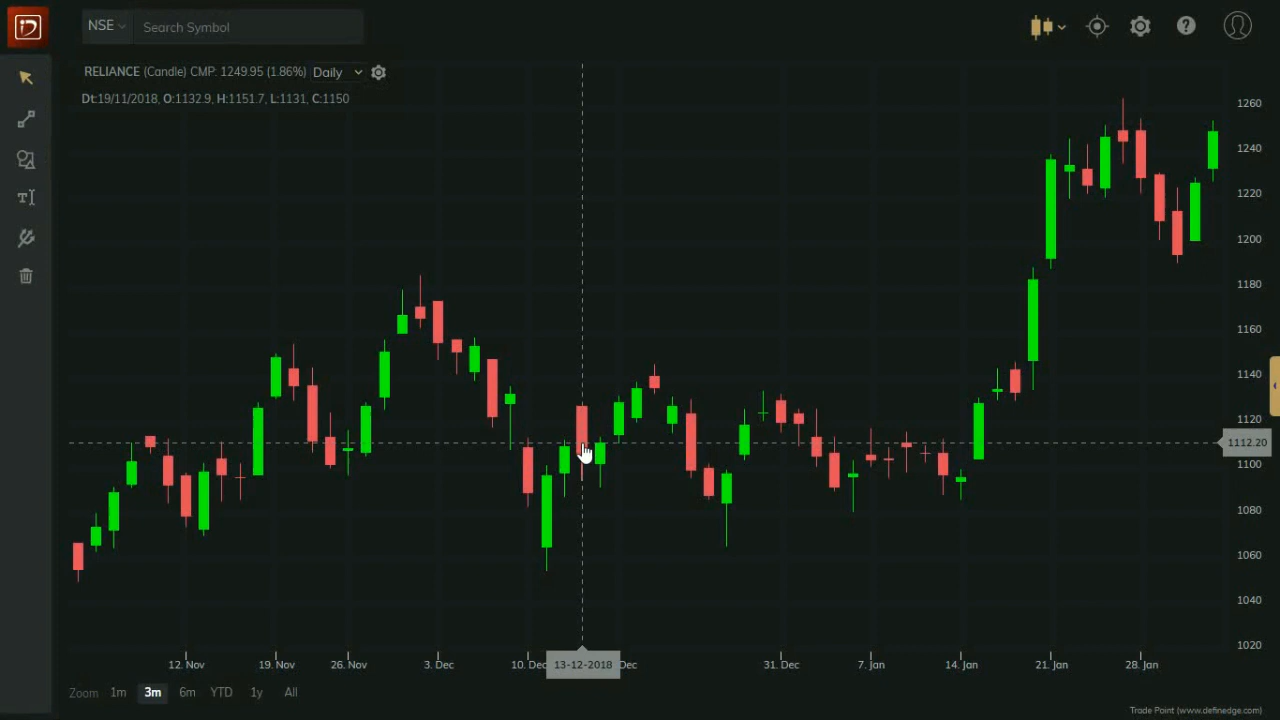 NSE Search Symbol
RELIANCE (Candle) CMP: 1249.95 (1.86%) Daily
Dt:19/11/2018, O:1132.9, H:1151.7, L:1131, C:1150
1260
1240
1220
1200
1180
1160
1140
1120
1112.20
1100
1080
1060
1040
1020
12. Nov 19. Nov 26. Nov 3. Dec 10. Dec 13-12-2018 Dec 31. Dec 7. Jan 14. Jan 21. Jan 28. Jan
Zoom 1m 3m 6m YTD 1y All
Trade Point (www.definedge.com)